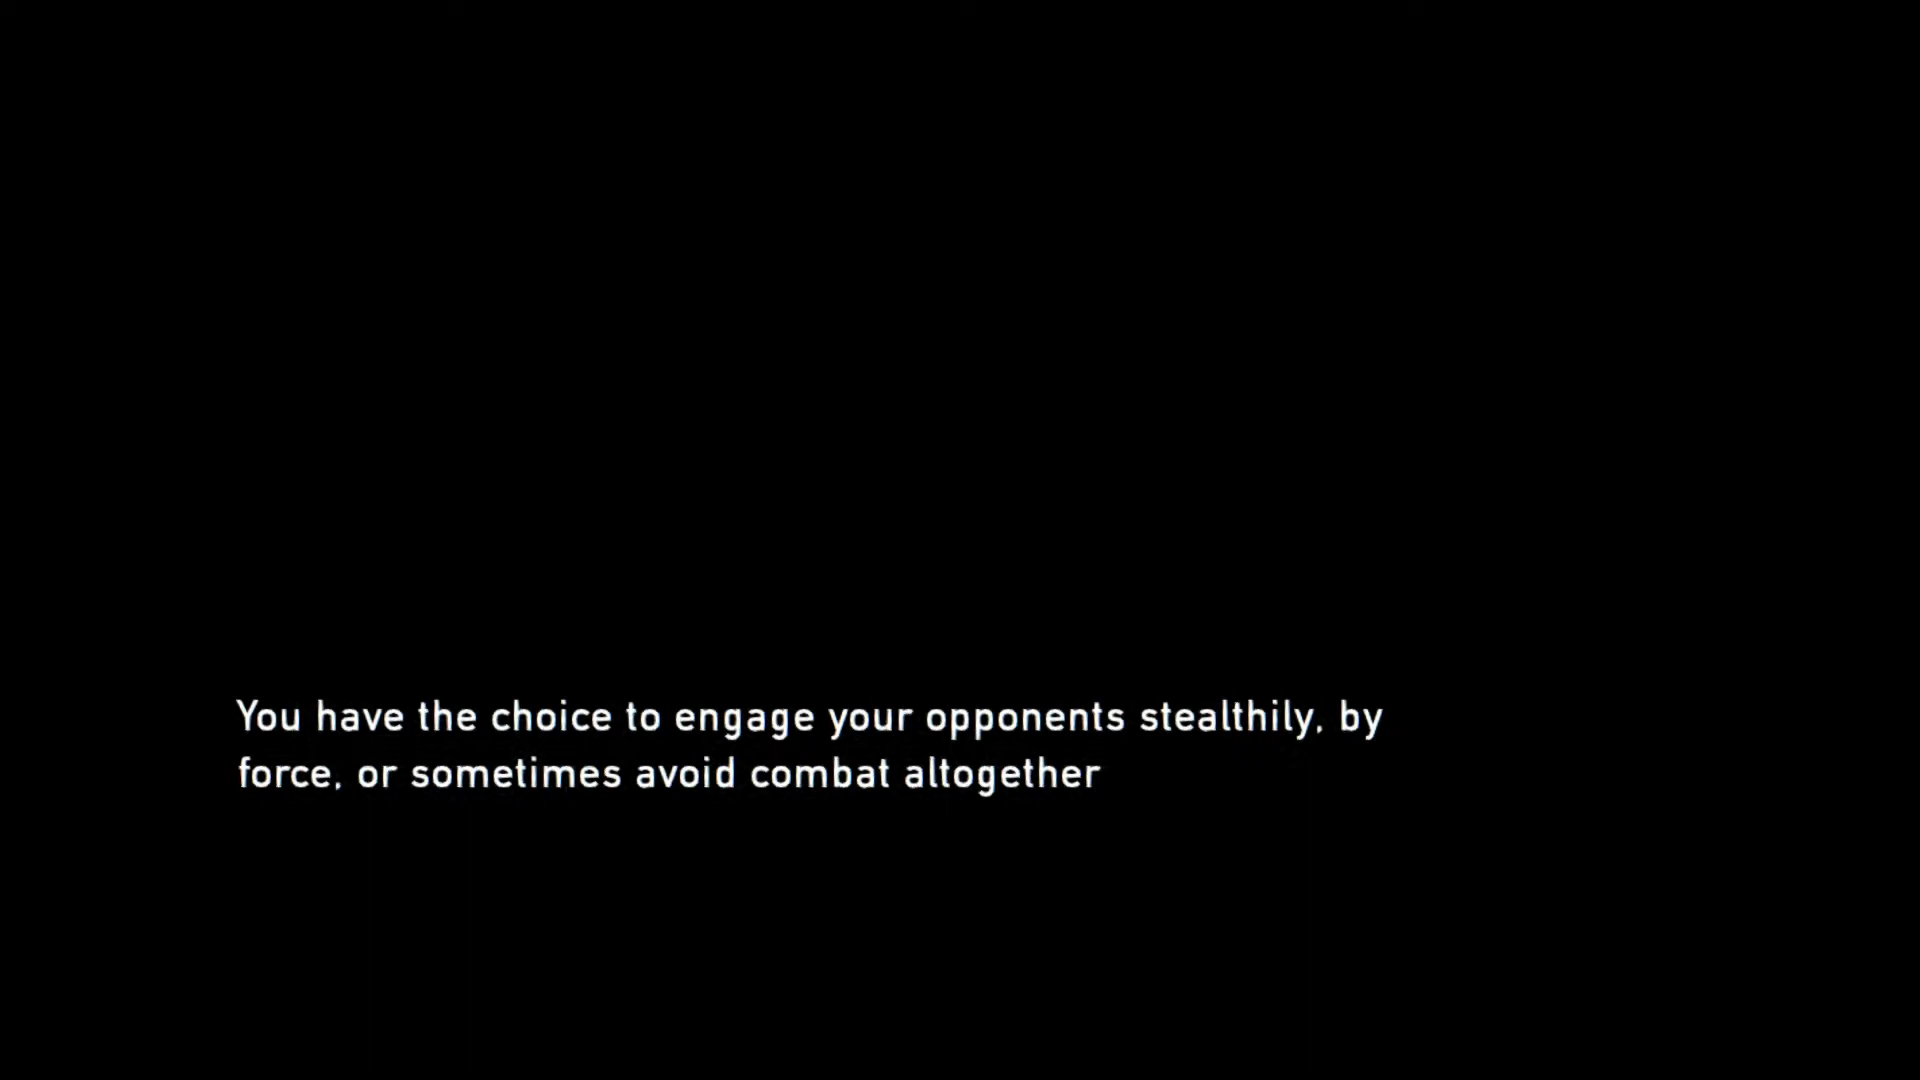 You have the choice to engage your opponents stealthily, by
force, or sometimes avoid combat altogether